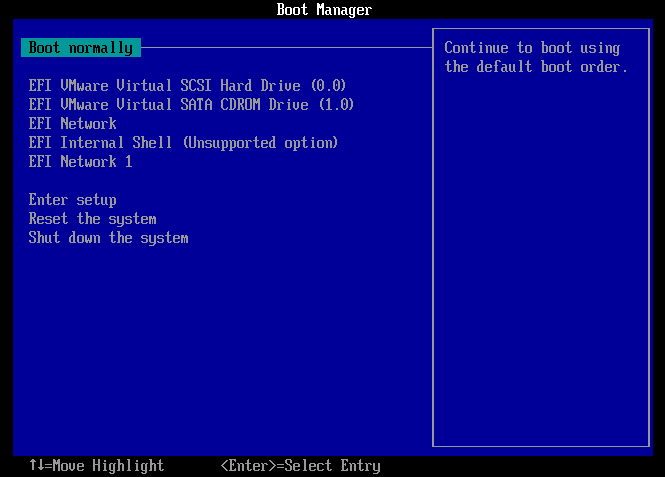 Boot Manager
Boot normally
Continue to boot using
the default boot order.
EFI VMware Virtual SCSI Hard Drive (0.0)
EFI VMware Virtual SATA CDROM Drive (1.0)
EFI Network
EFI Internal Shell (Unsupported option)
EFI Network 1
Enter setup
Reset the system
Shut down the system
↑↓=Move Highlight <Enter>=Select Entry